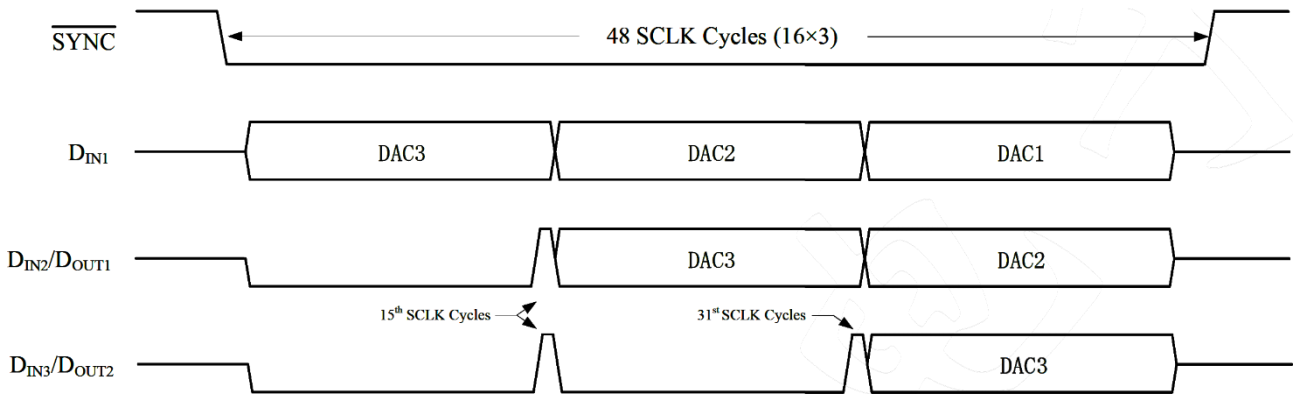 SYNC
48 SCLK Cycles (16×3)
DIN1
DAC3
DAC2
DAC1
DIN2/DOUT1
DAC3
DAC2
15th SCLK Cycles
31st SCLK Cycles
DIN3/DOUT2
DAC3